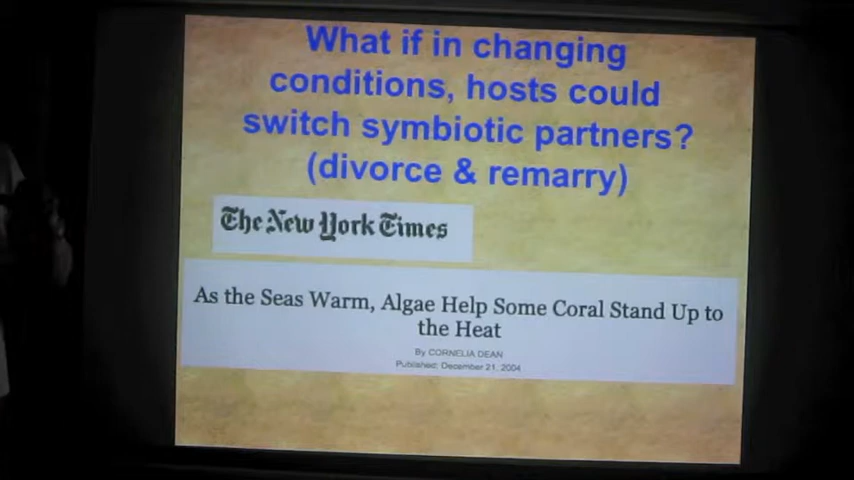 What if in changing
conditions, hosts could
switch symbiotic partners?
(divorce & remarry)
The New York Times
As the Seas Warm, Algae Help Some Coral Stand Up to
the Heat
By CORNELIA DEAN
Published: December 21, 2004